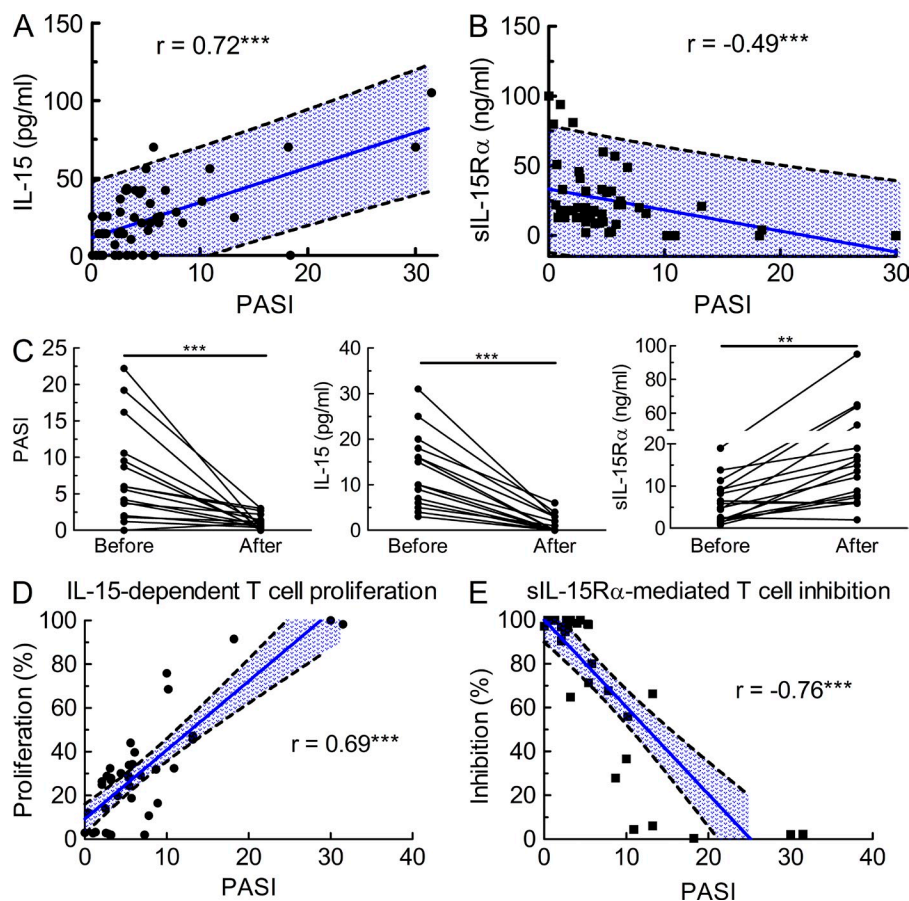 A
r = 0.72***
IL-15 (pg/ml)
150
100
50
0
0 10 20 30
PASI
B
r = -0.49***
sIL-15Rα (ng/ml)
150
100
50
0
0 10 20 30
PASI
C
***
PASI
25
20
15
10
5
0
Before After
***
IL-15 (pg/ml)
40
30
20
10
0
Before After
**
sIL-15Rα (ng/ml)
100
80
60
40
20
10
0
Before After
D IL-15-dependent T cell proliferation
Proliferation (%)
100
80
60
40
20
0
r = 0.69***
0 10 20 30 40
PASI
E sIL-15Rα-mediated T cell inhibition
Inhibition (%)
100
80
60
40
20
0
r = -0.76***
0 10 20 30 40
PASI